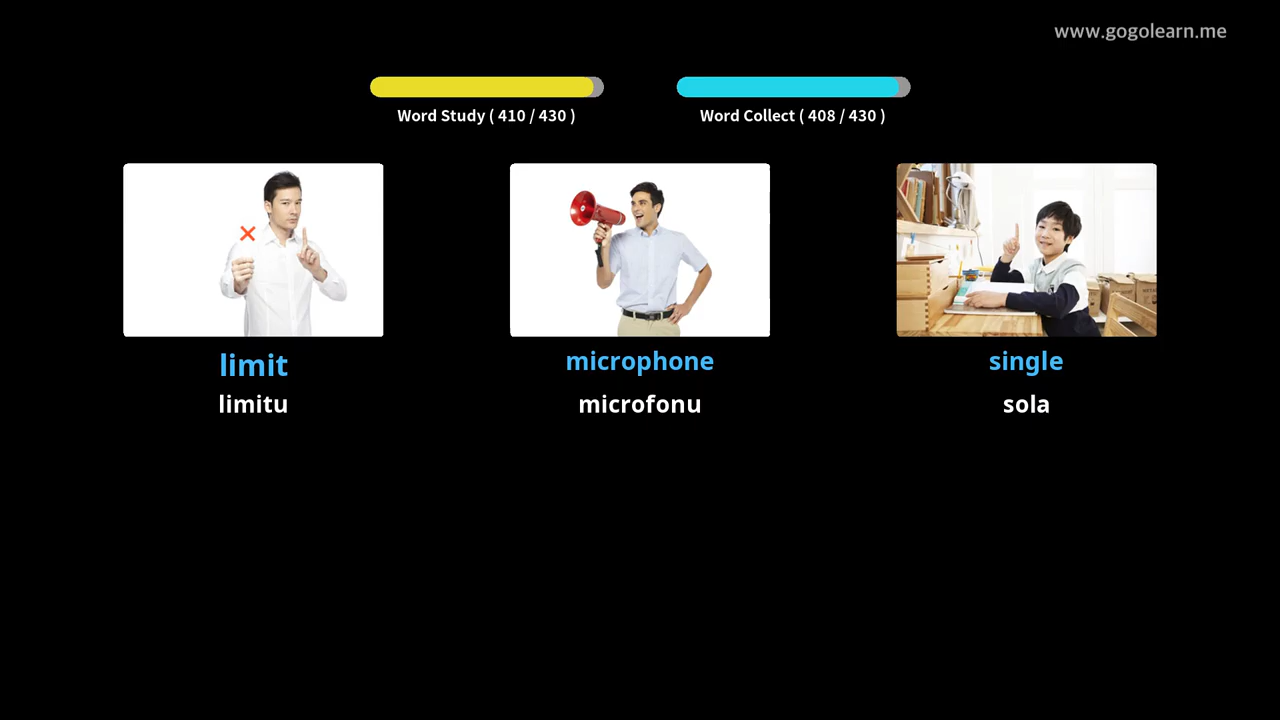 www.gogolearn.me
Word Study ( 410 / 430 )
Word Collect ( 408 / 430 )
limit
limitu
microphone
microfonu
single
sola